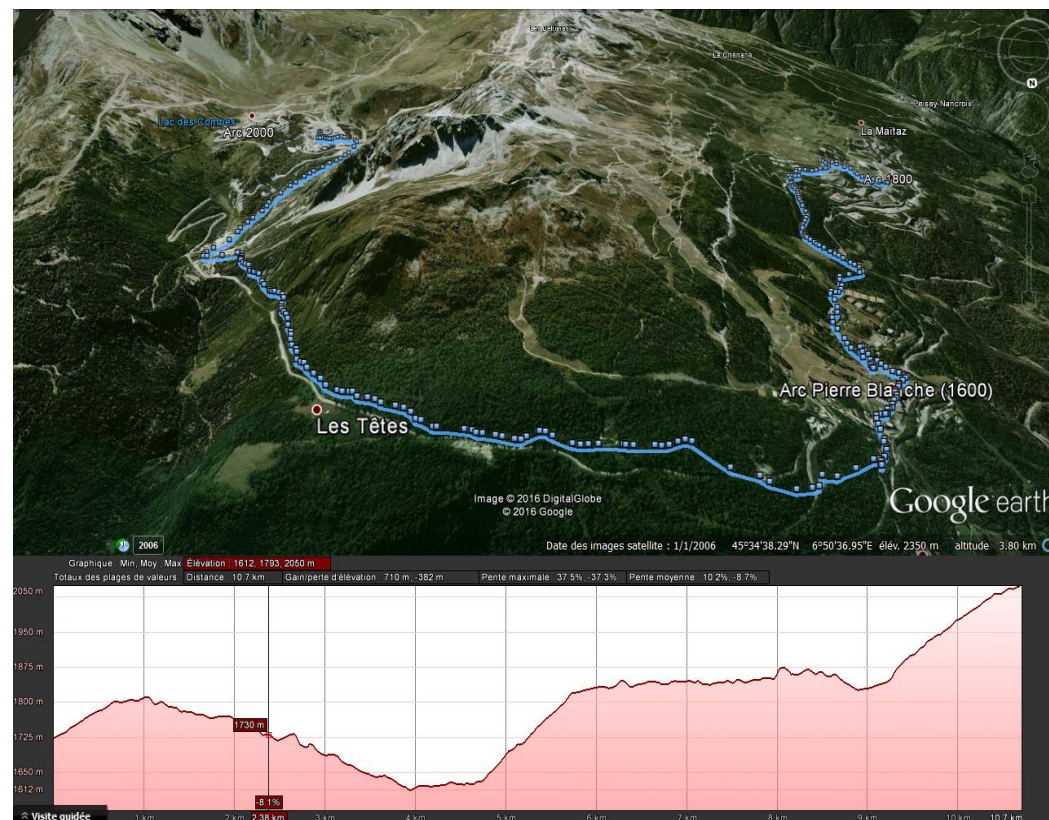 Les Cellieres
La Chenarie
N
Peisey-Nancroix
Lac des Combes
Arc 2000
La Maïtaz
Arc 1800
Arc Pierre Bla iche (1600)
Les Têtes
Image © 2016 DigitalGlobe
© 2016 Google
Google earth
2006
Date des images satellite : 1/1/2006 45°34'38.29"N 6°50'36.95"E élév. 2350 m altitude 3.80 km
Graphique : Min, Moy., Max Élévation : 1612, 1793, 2050 m
Totaux des plages de valeurs : Distance : 10.7 km Gain/perte d'élévation : 710 m, -382 m Pente maximale : 37.5%, -37.3% Pente moyenne : 10.2%, -8.7%
2050 m
1950 m
1875 m
1800 m
1725 m
1650 m
1612 m
1730 m
-8.1%
Visite guidée
1 km 2 km 2.38 km 3 km 4 km 5 km 6 km 7 km 8 km 9 km 10 km 10.7 km